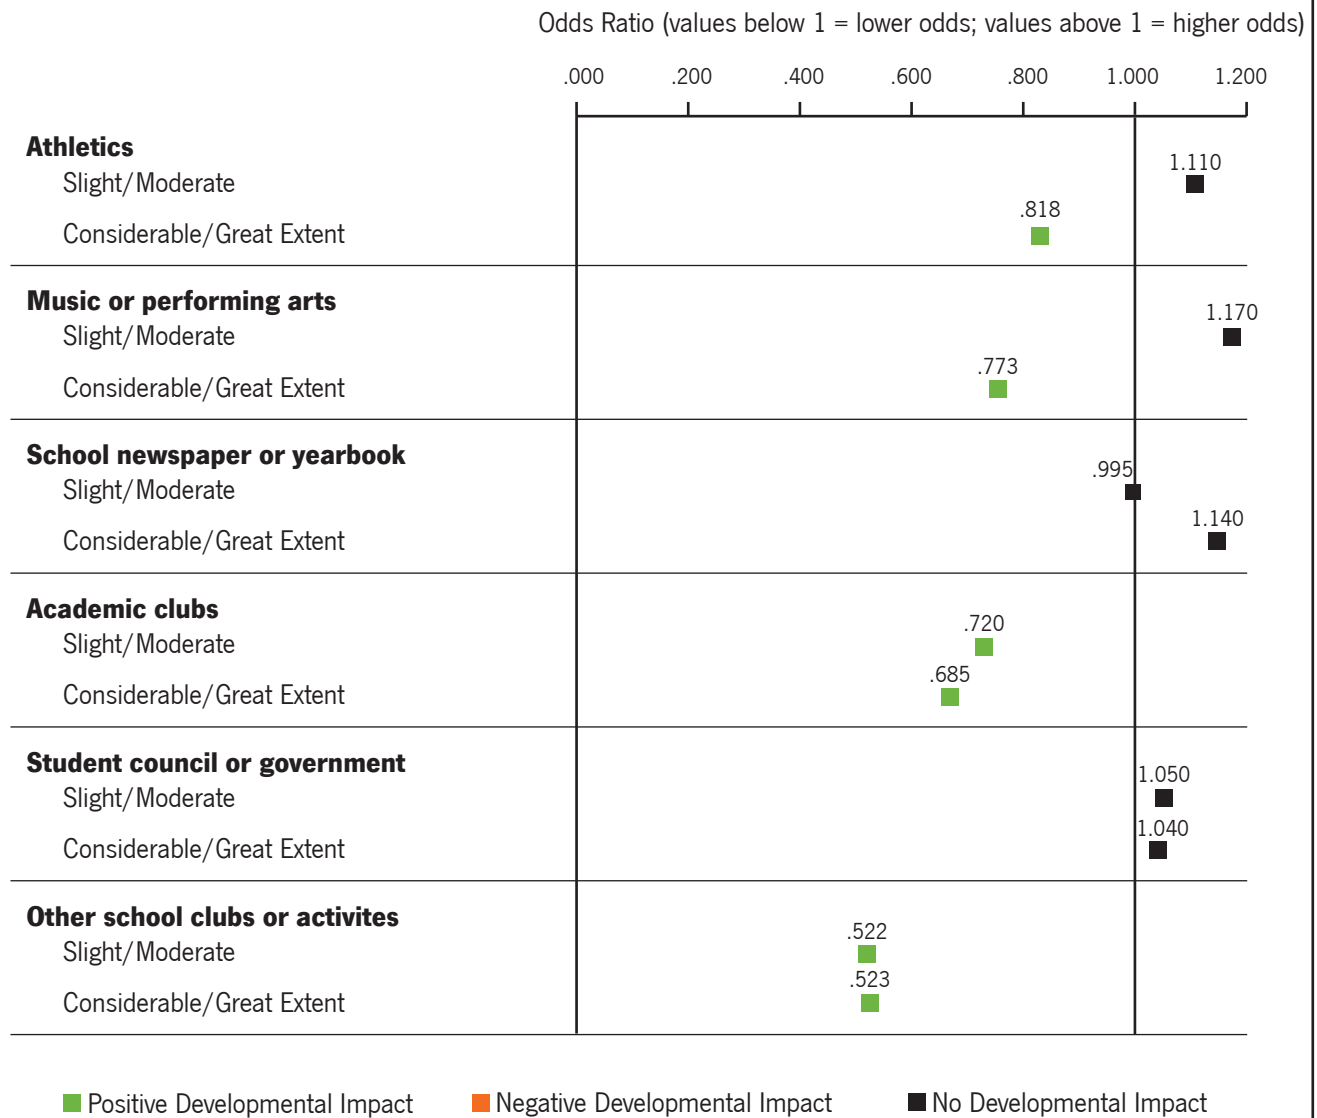 Odds Ratio (values below 1 = lower odds; values above 1 = higher odds)
.000 .200 .400 .600 .800 1.000 1.200
Athletics
Slight/Moderate
1.110
Considerable/Great Extent
.818
Music or performing arts
Slight/Moderate
1.170
Considerable/Great Extent
.773
School newspaper or yearbook
Slight/Moderate
.995
Considerable/Great Extent
1.140
Academic clubs
Slight/Moderate
.720
Considerable/Great Extent
.685
Student council or government
Slight/Moderate
1.050
Considerable/Great Extent
1.040
Other school clubs or activites
Slight/Moderate
.522
Considerable/Great Extent
.523
Positive Developmental Impact Negative Developmental Impact No Developmental Impact